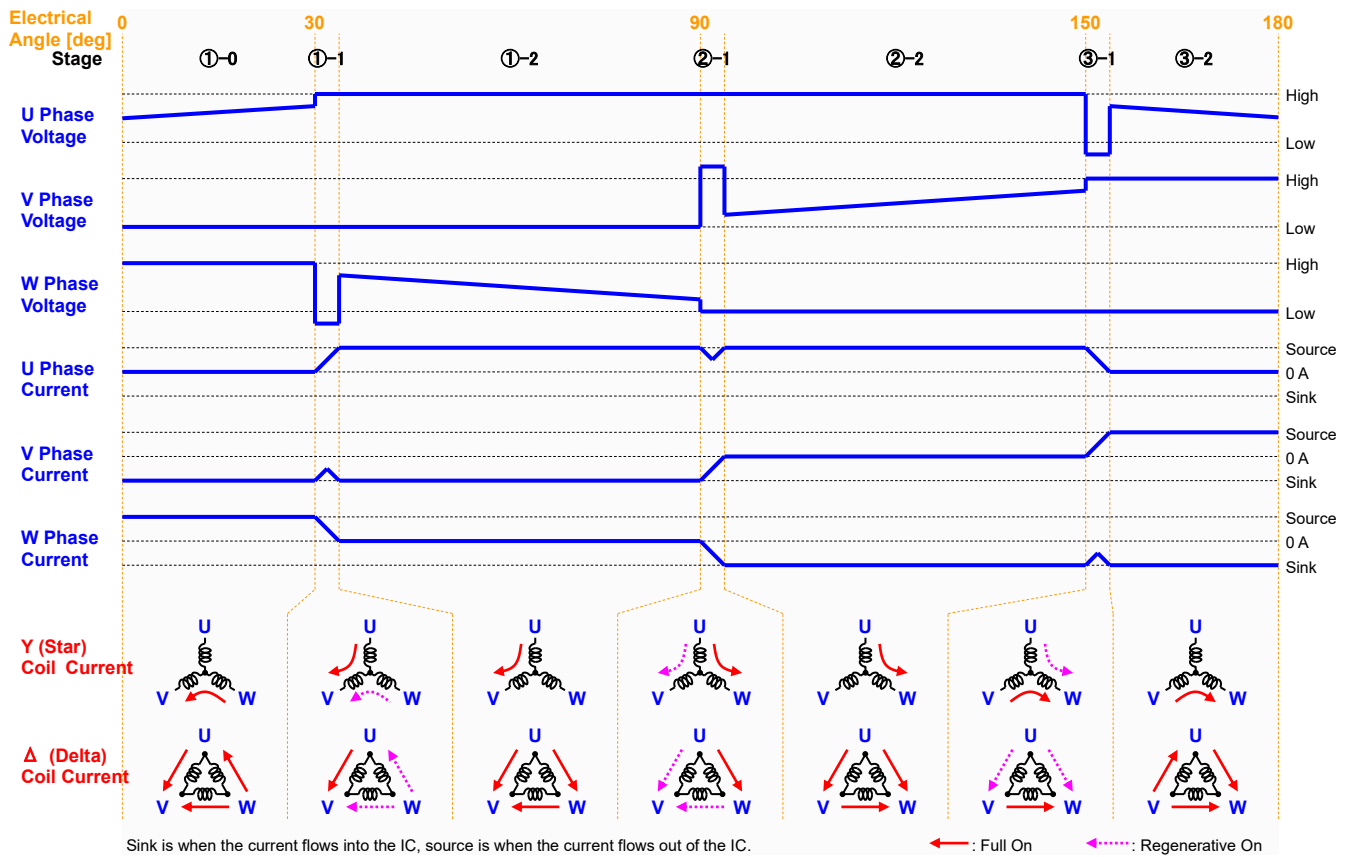 Electrical
Angle [deg]
0 30 90 150 180
Stage ①-0 ①-1 ①-2 ②-1 ②-2 ③-1 ③-2
U Phase
Voltage
High
Low
V Phase
Voltage
High
Low
W Phase
Voltage
High
Low
U Phase
Current
Source
0 A
Sink
V Phase
Current
Source
0 A
Sink
W Phase
Current
Source
0 A
Sink
Y (Star)
Coil Current
U U U U U U U
V W V W V W V W V W V W V W
Δ (Delta)
Coil Current
U U U U U U U
V W V W V W V W V W V W V W
Sink is when the current flows into the IC, source is when the current flows out of the IC.
: Full On
: Regenerative On